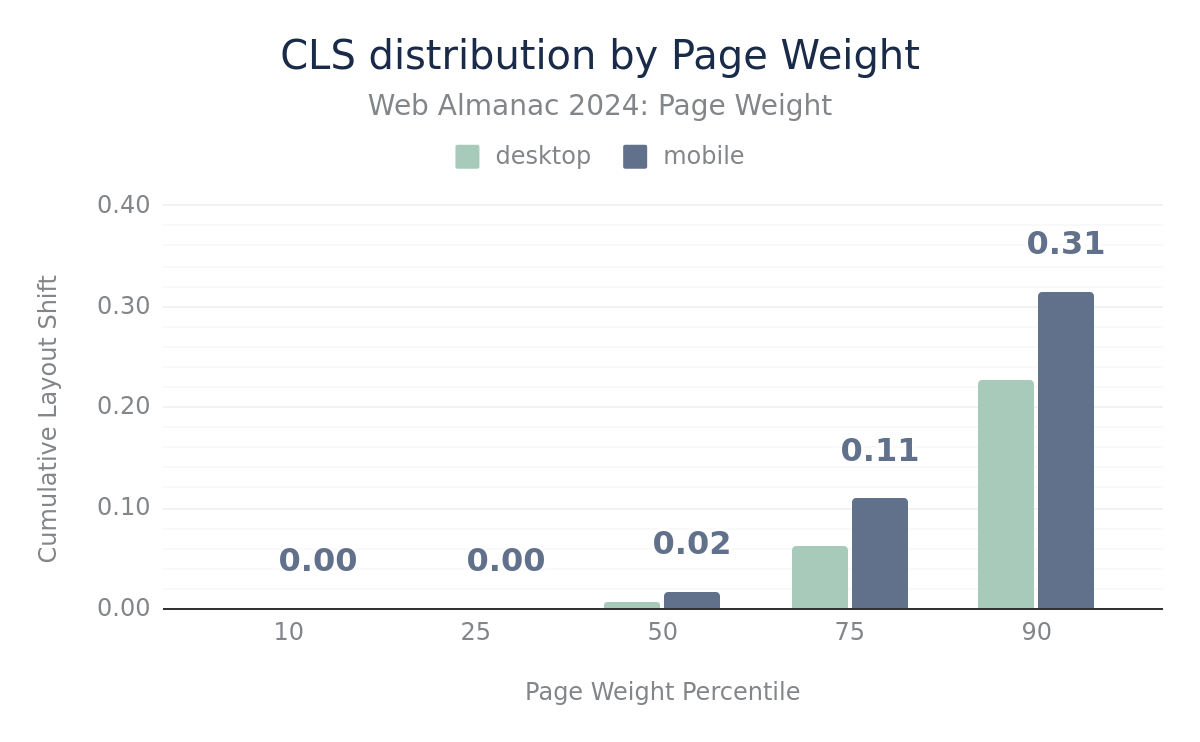 CLS distribution by Page Weight
Web Almanac 2024: Page Weight
desktop mobile
Cumulative Layout Shift
0.40
0.30
0.20
0.10
0.00
0.00 0.00 0.02 0.11 0.31
10 25 50 75 90
Page Weight Percentile